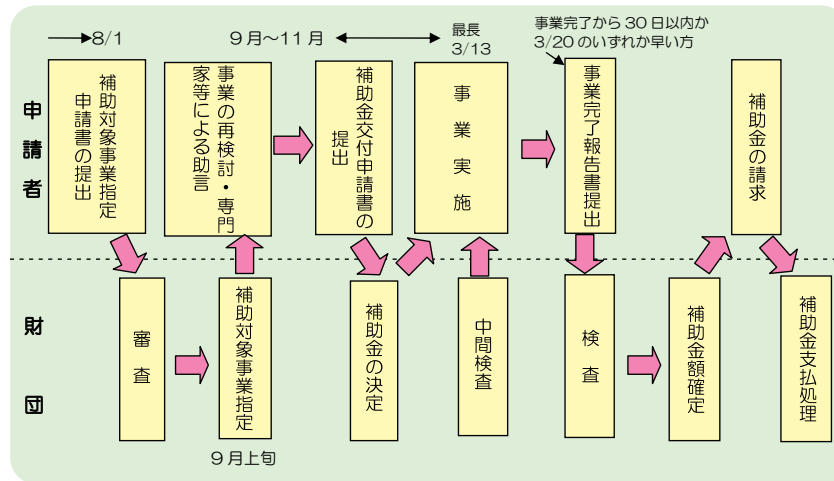 8/1
9月～11月
最長
3/13
事業完了から30日以内か
3/20のいずれか早い方
申請者
補助対象事業指定
申請書の提出
事業の再検討・専門
家等による助言
補助金交付申請書の
提出
事業実施
事業完了報告書提出
補助金の請求
財団
審査
補助対象事業指定
9月上旬
補助金の決定
中間検査
検査
補助金額確定
補助金支払処理